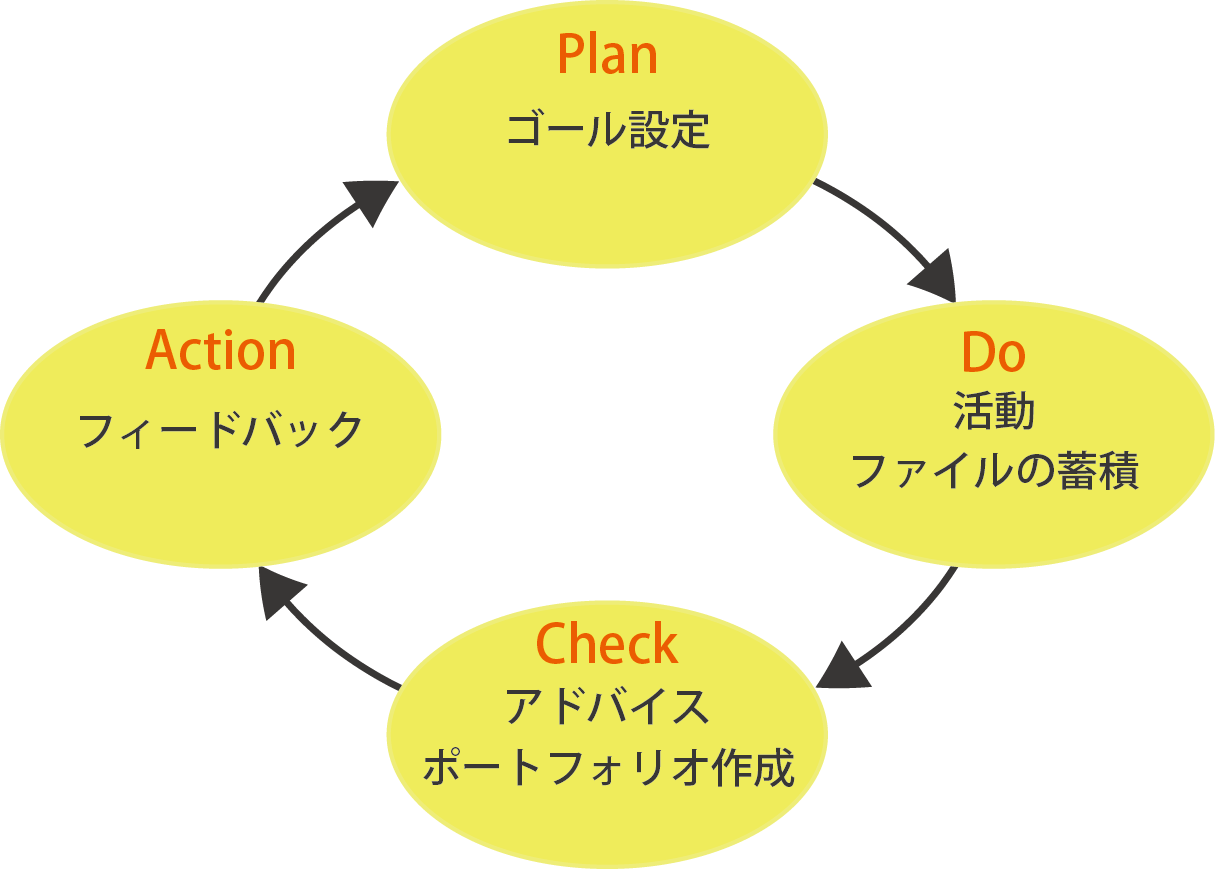 Plan
ゴール設定
Action
フィードバック
Do
活動
ファイルの蓄積
Check
アドバイス
ポートフォリオ作成